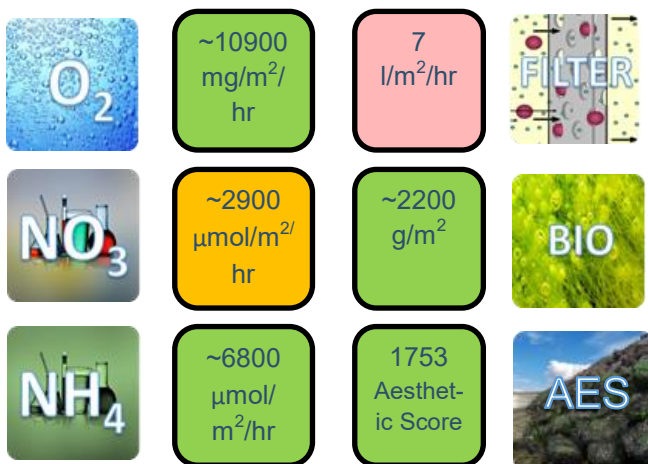 O₂
~10900
mg/m²/
hr
7
l/m²/hr
FILTER
NO₃
~2900
µmol/m²/
hr
~2200
g/m²
BIO
NH₄
~6800
µmol/
m²/hr
1753
Aesthet-
ic Score
AES